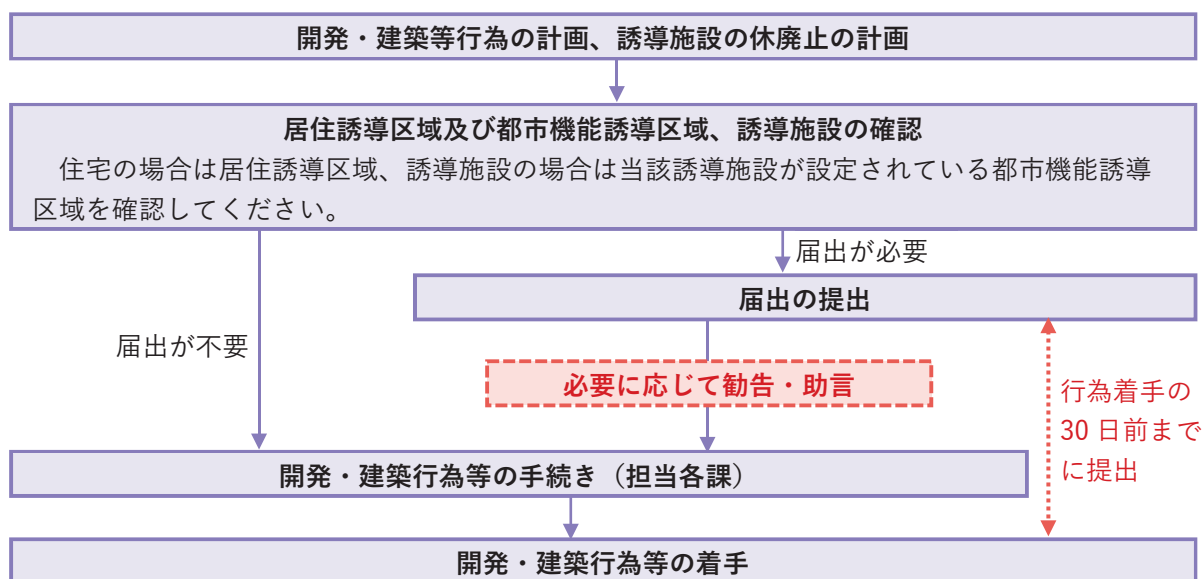 開発・建築等行為の計画、誘導施設の休廃止の計画
居住誘導区域及び都市機能誘導区域、誘導施設の確認
住宅の場合は居住誘導区域、誘導施設の場合は当該誘導施設が設定されている都市機能誘導
区域を確認してください。
届出が必要
届出の提出
届出が不要
必要に応じて勧告・助言
行為着手の
30 日前まで
に提出
開発・建築行為等の手続き（担当各課）
開発・建築行為等の着手